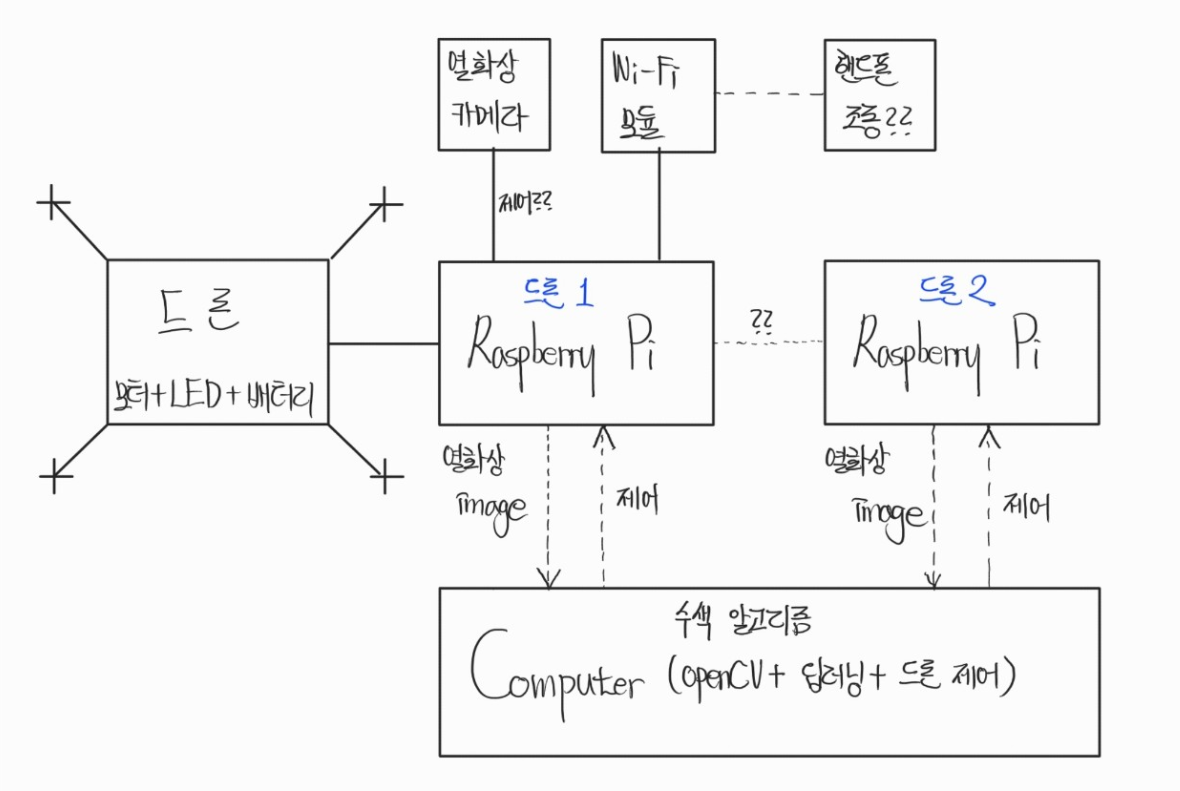 열화상
카메라
Wi-Fi
모듈
핸드폰
조종??
제어??
드론
모터+LED+배터리
드론 1
Raspberry Pi
??
드론 2
Raspberry Pi
열화상
image
제어
열화상
image
제어
수색 알고리즘
Computer (openCV+ 딥러닝+ 드론 제어)